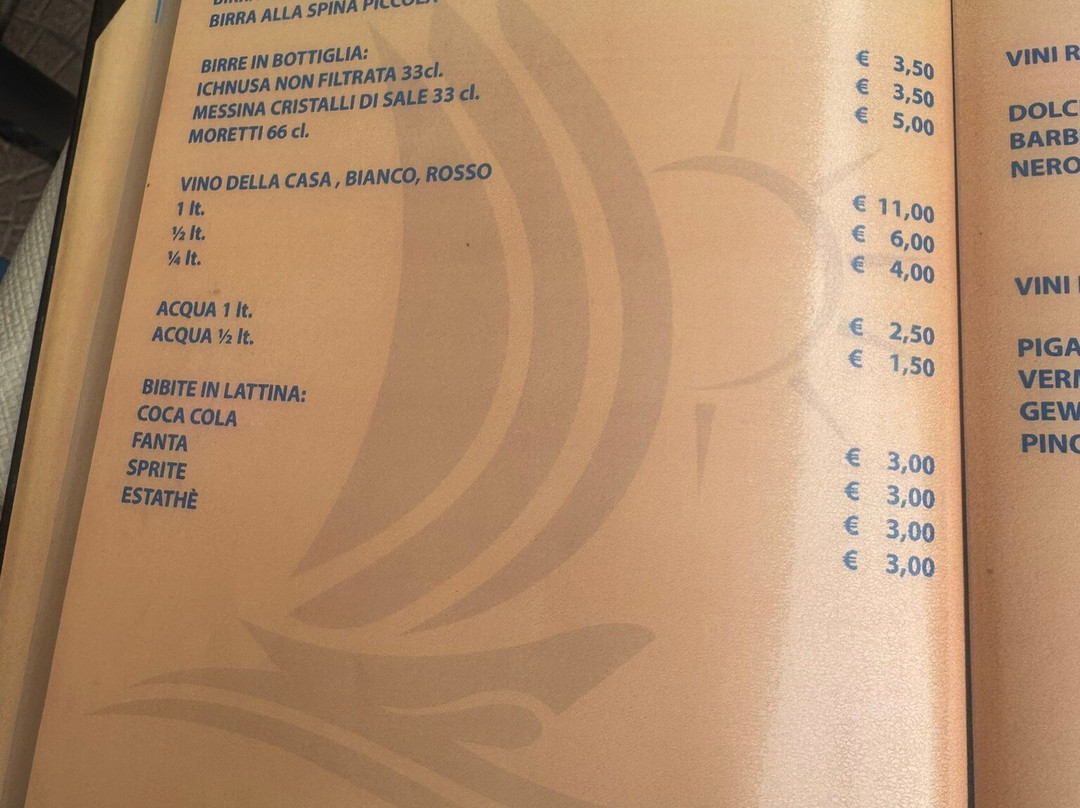 BIRRA ALLA SPINA PICCOLA
BIRRE IN BOTTIGLIA:
ICHNUSA NON FILTRATA 33cl. € 3,50
MESSINA CRISTALLI DI SALE 33 cl. € 3,50
MORETTI 66 cl. € 5,00
VINO DELLA CASA , BIANCO, ROSSO
1 lt. € 11,00
½ lt. € 6,00
¼ lt. € 4,00
ACQUA 1 lt. € 2,50
ACQUA ½ lt. € 1,50
BIBITE IN LATTINA:
COCA COLA € 3,00
FANTA € 3,00
SPRITE € 3,00
ESTATHÈ € 3,00
VINI R
DOLC
BARB
NERO
VINI
PIGA
VERM
GEW
PINO